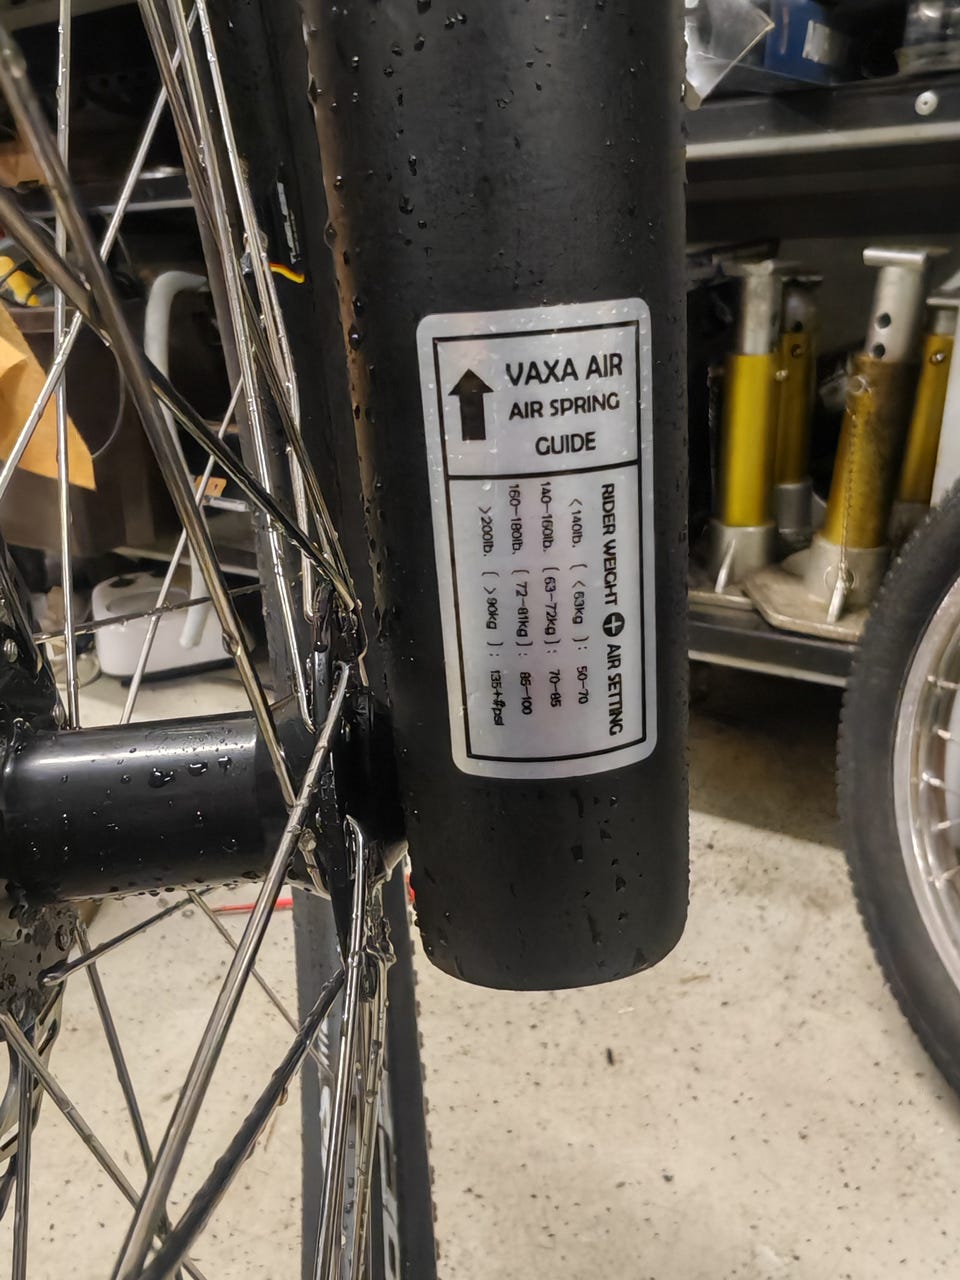 VAXA AIR
AIR SPRING
GUIDE
RIDER WEIGHT + AIR SETTING
<140lb. ( <63kg ): 50-70
140-160lb. ( 63-72kg ): 70-85
160-180lb. ( 72-81kg ): 85-100
>200lb. ( >90kg ): 135+#psi